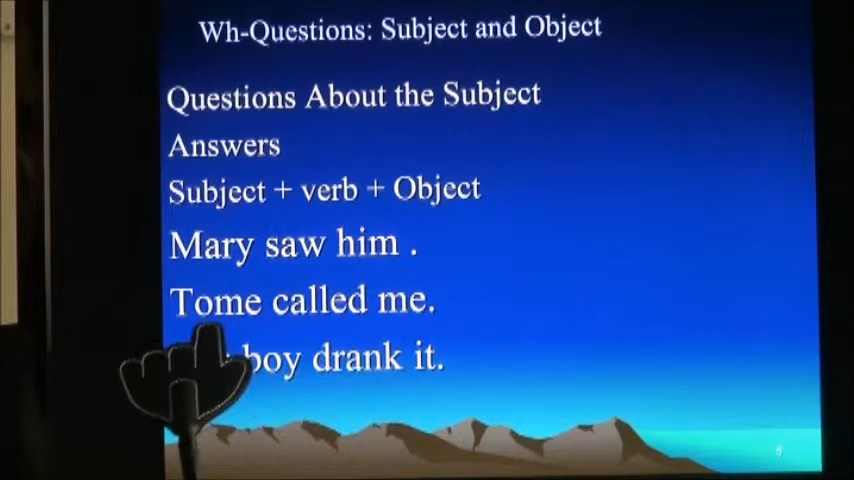 Wh-Questions: Subject and Object
Questions About the Subject
Answers
Subject + verb + Object
Mary saw him .
Tome called me.
boy drank it.
6